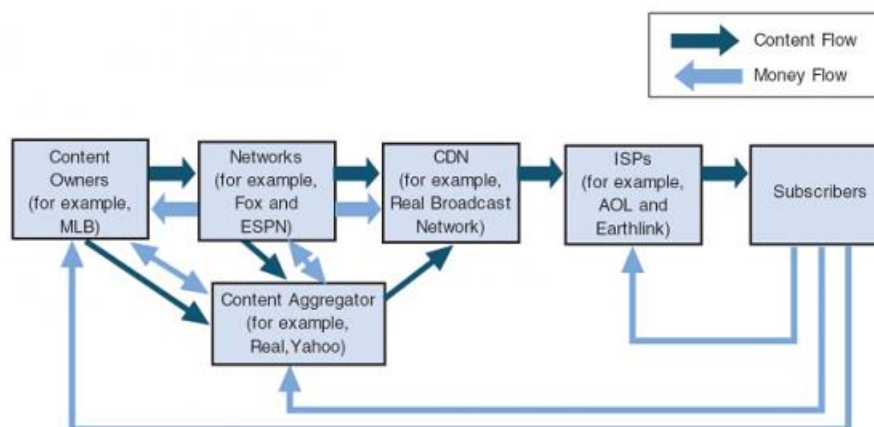 Content Flow
Money Flow
Content
Owners
(for example,
MLB)
Networks
(for example,
Fox and
ESPN)
CDN
(for example,
Real Broadcast
Network)
ISPs
(for example,
AOL and
Earthlink)
Subscribers
Content Aggregator
(for example,
Real,Yahoo)